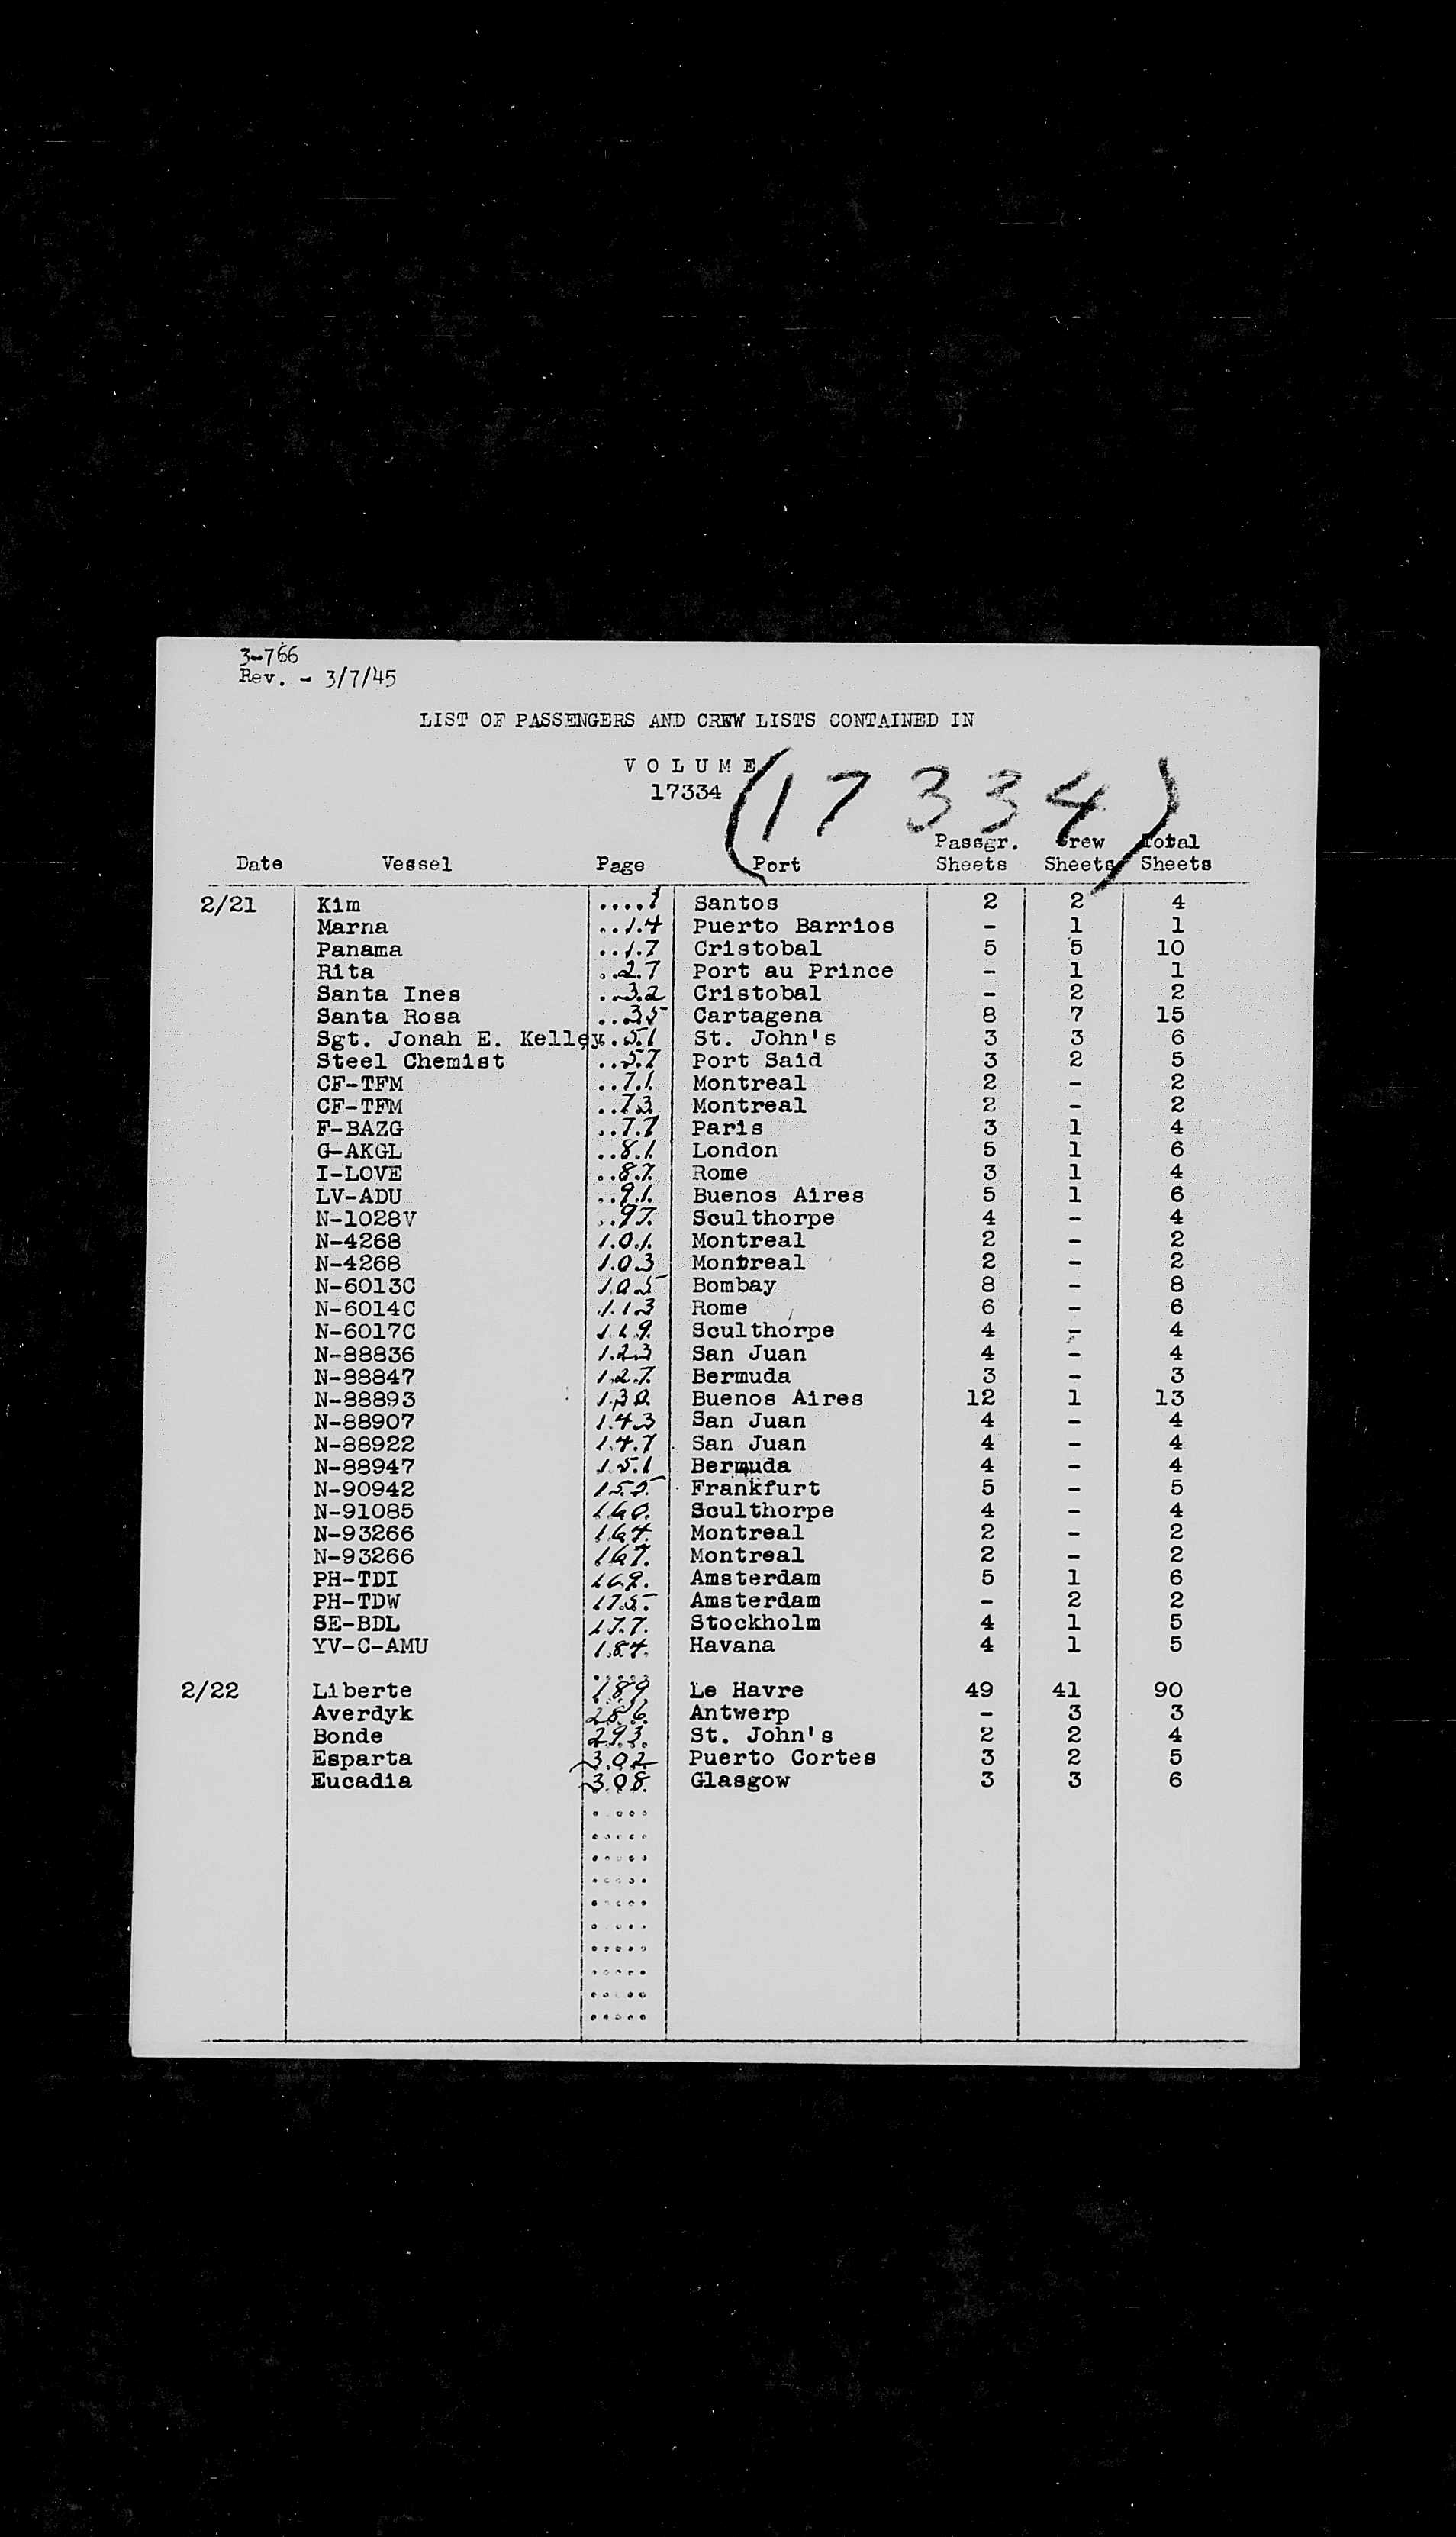 3-766
Rev. - 3/7/45
LIST OF PASSENGERS AND CREW LISTS CONTAINED IN
VOLUME
17334 (17334)
Date Vessel Page Port Passgr. Sheets Crew Sheets Total Sheets
2/21 Kim ....1 Santos 2 2 4
Marna ..14 Puerto Barrios - 1 1
Panama ..17 Cristobal 5 5 10
Rita ..27 Port au Prince - 1 1
Santa Ines ..32 Cristobal - 2 2
Santa Rosa ..35 Cartagena 8 7 15
Sgt. Jonah E. Kelley..51 St. John's 3 3 6
Steel Chemist ..57 Port Said 3 2 5
CF-TFM ..71 Montreal 2 - 2
CF-TFM ..73 Montreal 2 - 2
F-BAZG ..77 Paris 3 1 4
G-AKGL ..81 London 5 1 6
I-LOVE ..87 Rome 3 1 4
LV-ADU ..91 Buenos Aires 5 1 6
N-1028V ..97 Sculthorpe 4 - 4
N-4268 101 Montreal 2 - 2
N-4268 103 Montreal 2 - 2
N-6013C 105 Bombay 8 - 8
N-6014C 113 Rome 6 - 6
N-6017C 119 Sculthorpe 4 - 4
N-88836 123 San Juan 4 - 4
N-88847 127 Bermuda 3 - 3
N-88893 130 Buenos Aires 12 1 13
N-88907 143 San Juan 4 - 4
N-88922 147 San Juan 4 - 4
N-88947 151 Bermuda 4 - 4
N-90942 155 Frankfurt 5 - 5
N-91085 160 Sculthorpe 4 - 4
N-93266 164 Montreal 2 - 2
N-93266 167 Montreal 2 - 2
PH-TDI 169 Amsterdam 5 1 6
PH-TDW 175 Amsterdam - 2 2
SE-BDL 177 Stockholm 4 1 5
YV-C-AMU 184 Havana 4 1 5
2/22 Liberte 189 Le Havre 49 41 90
Averdyk 286 Antwerp - 3 3
Bonde 293 St. John's 2 2 4
Esparta 302 Puerto Cortes 3 2 5
Eucadia 308 Glasgow 3 3 6